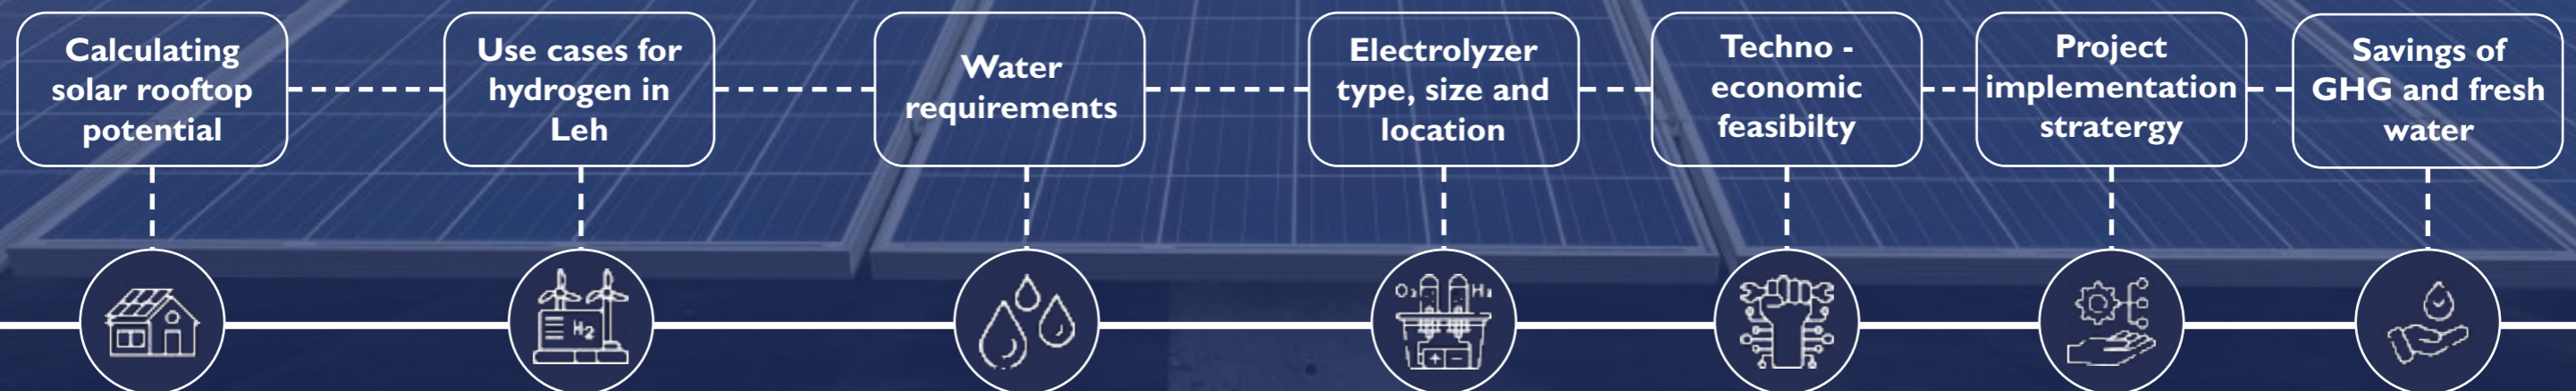 Calculating
solar rooftop
potential
Use cases for
hydrogen in
Leh
Water
requirements
Electrolyzer
type, size and
location
Techno -
economic
feasibilty
Project
implementation
stratergy
Savings of
GHG and fresh
water
H₂
O₂ H₂
+ -